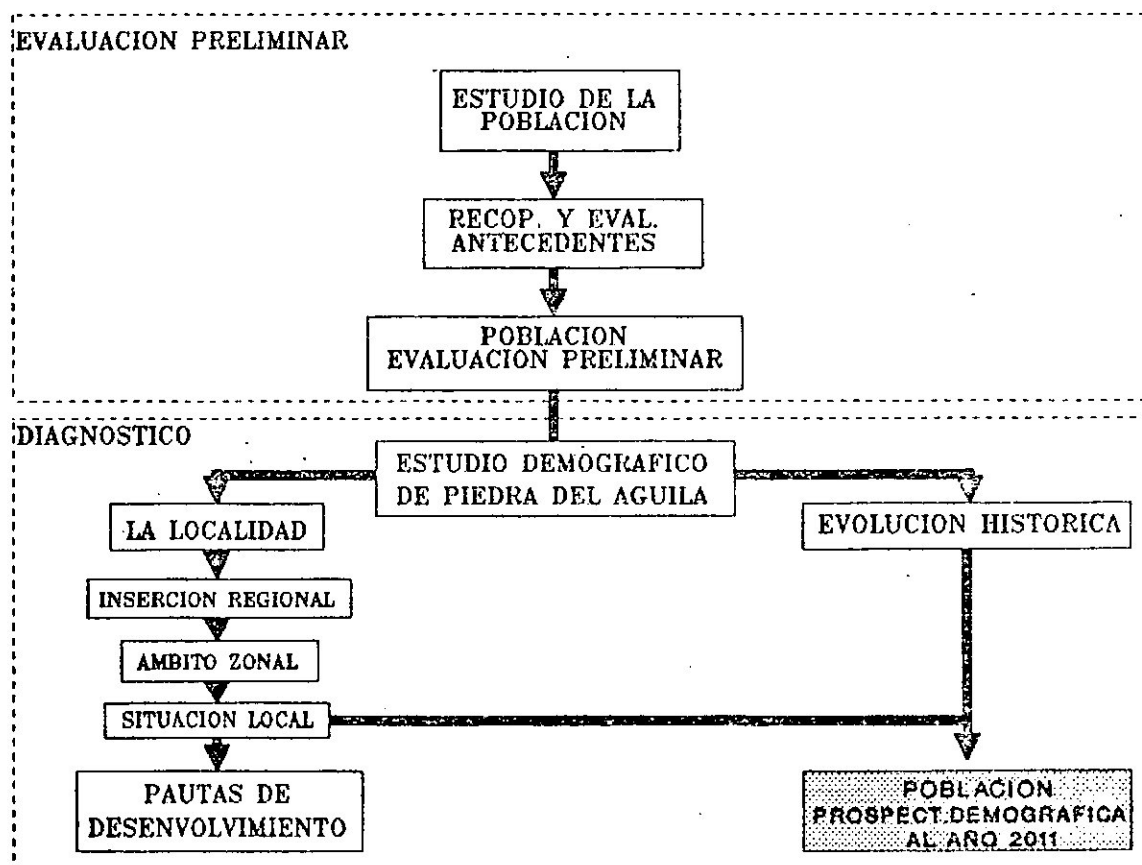 EVALUACION PRELIMINAR
ESTUDIO DE LA
POBLACION
RECOP. Y EVAL.
ANTECEDENTES
POBLACION
EVALUACION PRELIMINAR
DIAGNOSTICO
ESTUDIO DEMOGRAFICO
DE PIEDRA DEL AGUILA
LA LOCALIDAD
EVOLUCION HISTORICA
INSERCION REGIONAL
AMBITO ZONAL
SITUACION LOCAL
PAUTAS DE
DESENVOLVIMIENTO
POBLACION
PROSPECT.DEMOGRAFICA
AL AÑO 2011